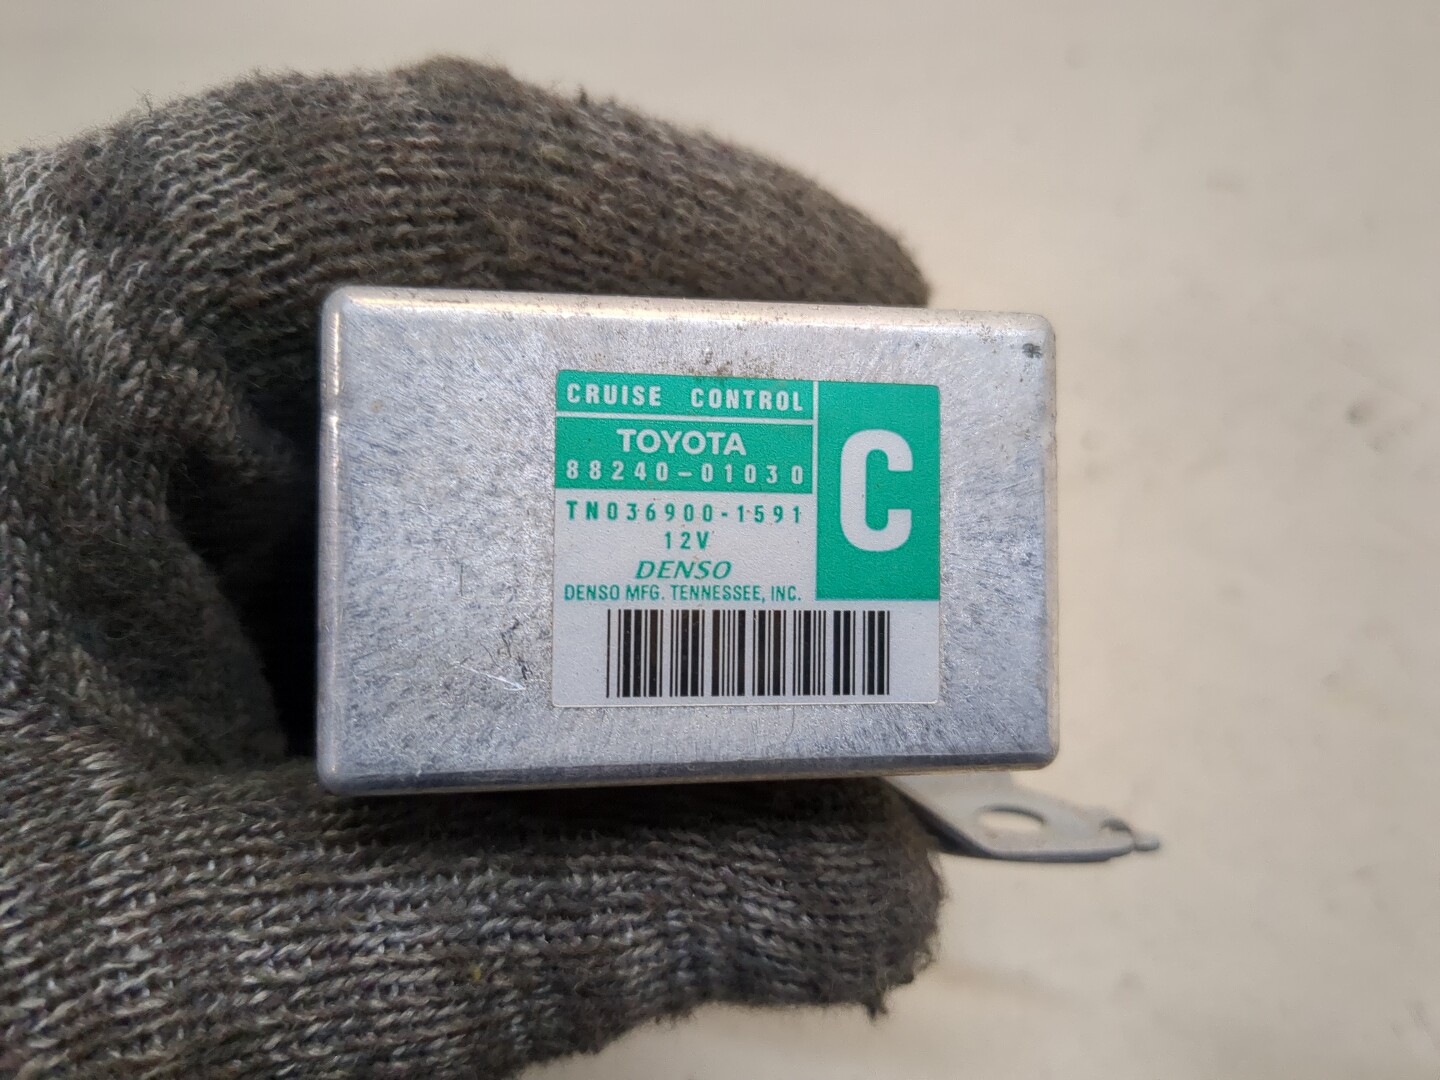 CRUISE CONTROL
TOYOTA
88240-01030
C
TN036900-1591
12V
DENSO
DENSO MFG. TENNESSEE, INC.